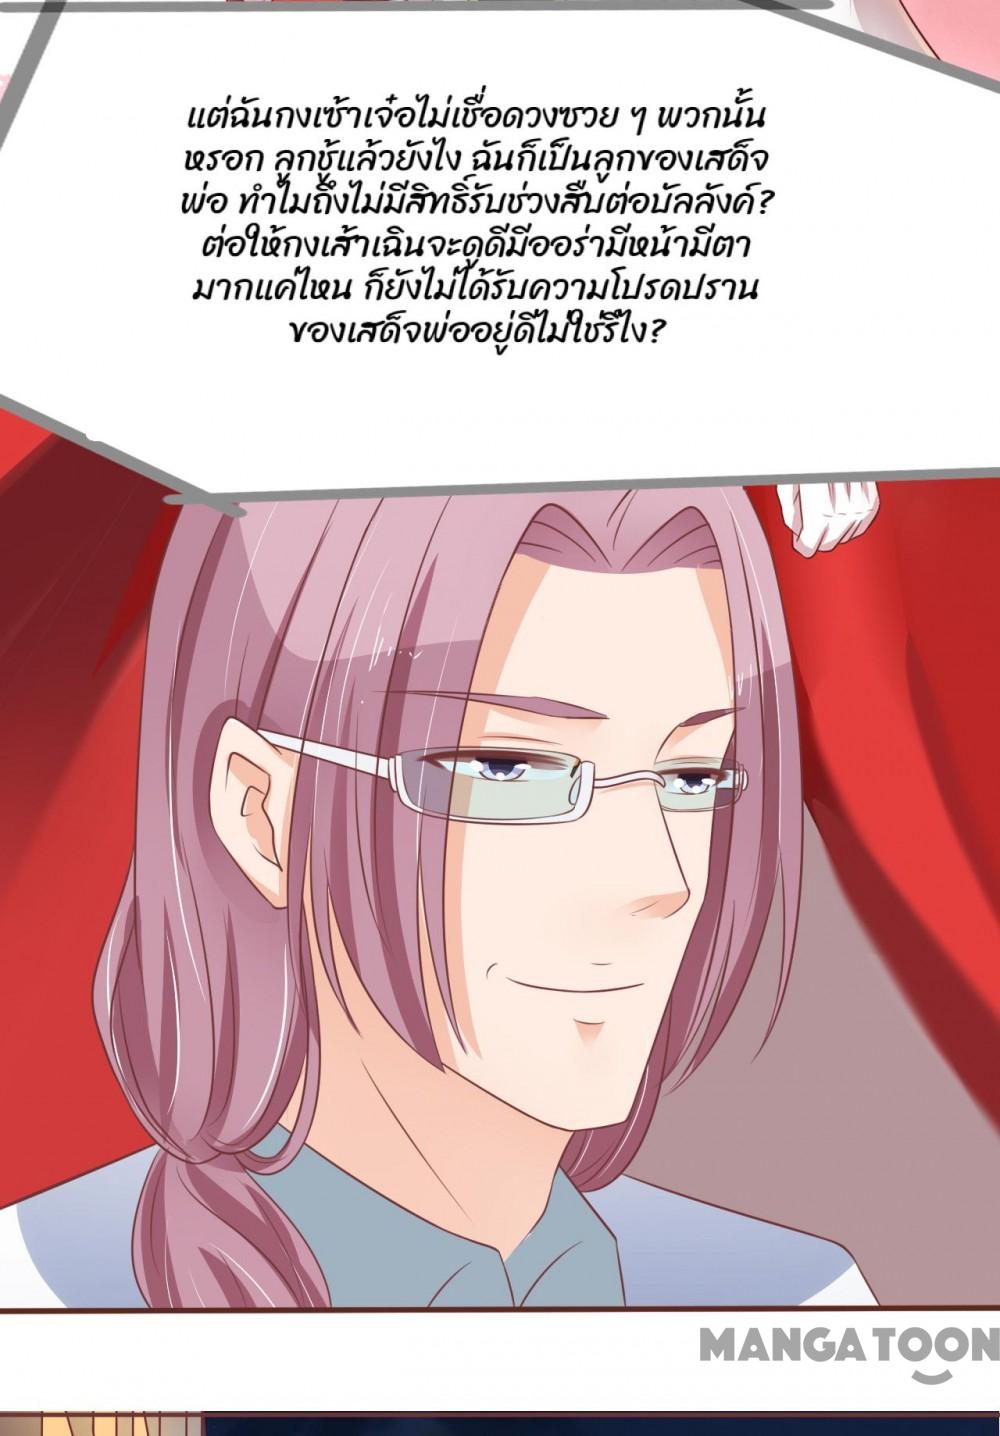 แต่ฉันกงเซ้าเจ๋อไม่เชื่อดวงซวย ๆ พวกนั้น
หรอก ลูกชู้แล้วยังไง ฉันก็เป็นลูกของเสด็จ
พ่อ ทำไมถึงไม่มีสิทธิ์รับช่วงสืบต่อบัลลังค์?
ต่อให้กงเส้าเฉินจะดูดีมีออร่ามีหน้ามีตา
มากแค่ไหน ก็ยังไม่ได้รับความโปรดปราน
ของเสด็จพ่ออยู่ดีไม่ใช่รึไง?
MANGATOON